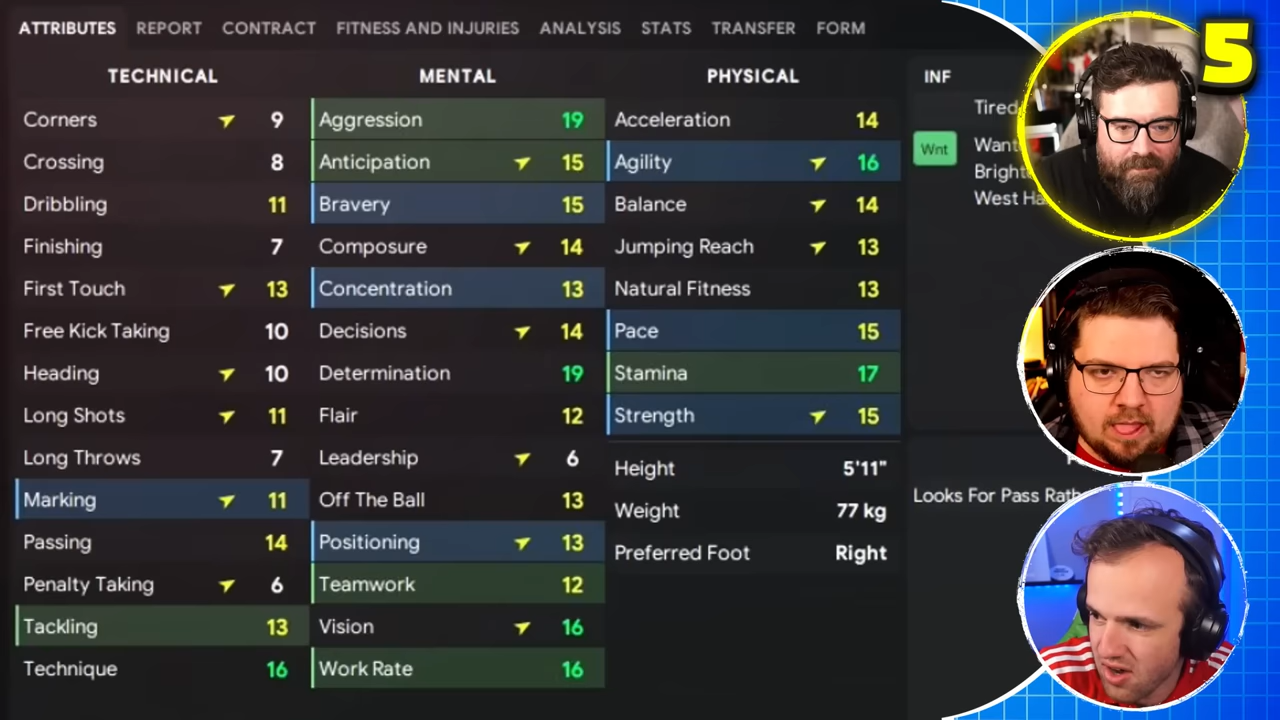 ATTRIBUTES REPORT CONTRACT FITNESS AND INJURIES ANALYSIS STATS TRANSFER FORM
5
TECHNICAL
Corners 9
Crossing 8
Dribbling 11
Finishing 7
First Touch 13
Free Kick Taking 10
Heading 10
Long Shots 11
Long Throws 7
Marking 11
Passing 14
Penalty Taking 6
Tackling 13
Technique 16
MENTAL
Aggression 19
Anticipation 15
Bravery 15
Composure 14
Concentration 13
Decisions 14
Determination 19
Flair 12
Leadership 6
Off The Ball 13
Positioning 13
Teamwork 12
Vision 16
Work Rate 16
PHYSICAL
Acceleration 14
Agility 16
Balance 14
Jumping Reach 13
Natural Fitness 13
Pace 15
Stamina 17
Strength 15
Height 5'11"
Weight 77 kg
Preferred Foot Right
INF
Tired
Wnt
West
Looks For Pass